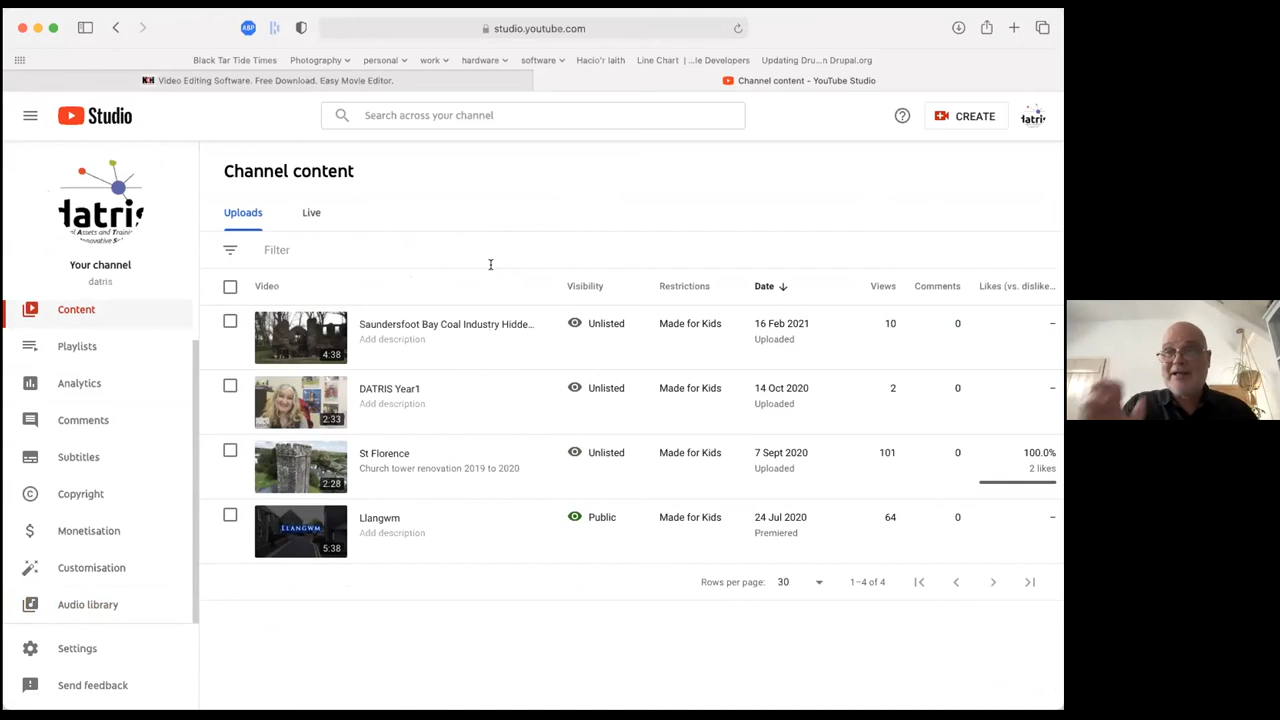 studio.youtube.com
Black Tar Tide Times Photography personal work hardware software Hacio'r Iaith Line Chart | ...le Developers Updating Dru...n Drupal.org
Video Editing Software. Free Download. Easy Movie Editor. Channel content - YouTube Studio
Studio Search across your channel CREATE
datris
Your channel
datris
Content
Playlists
Analytics
Comments
Subtitles
Copyright
Monetisation
Customisation
Audio library
Settings
Send feedback
Channel content
Uploads Live
Filter
Video Visibility Restrictions Date Views Comments Likes (vs. dislike...
Saundersfoot Bay Coal Industry Hidde... Unlisted Made for Kids 16 Feb 2021 10 0 –
4:38 Add description Uploaded
DATRIS Year1 Unlisted Made for Kids 14 Oct 2020 2 0 –
2:33 Add description Uploaded
St Florence Unlisted Made for Kids 7 Sept 2020 101 0 100.0%
2:28 Church tower renovation 2019 to 2020 Uploaded 2 likes
Llangwm Public Made for Kids 24 Jul 2020 64 0 –
LLANGWM 5:38 Add description Premiered
Rows per page: 30 1–4 of 4